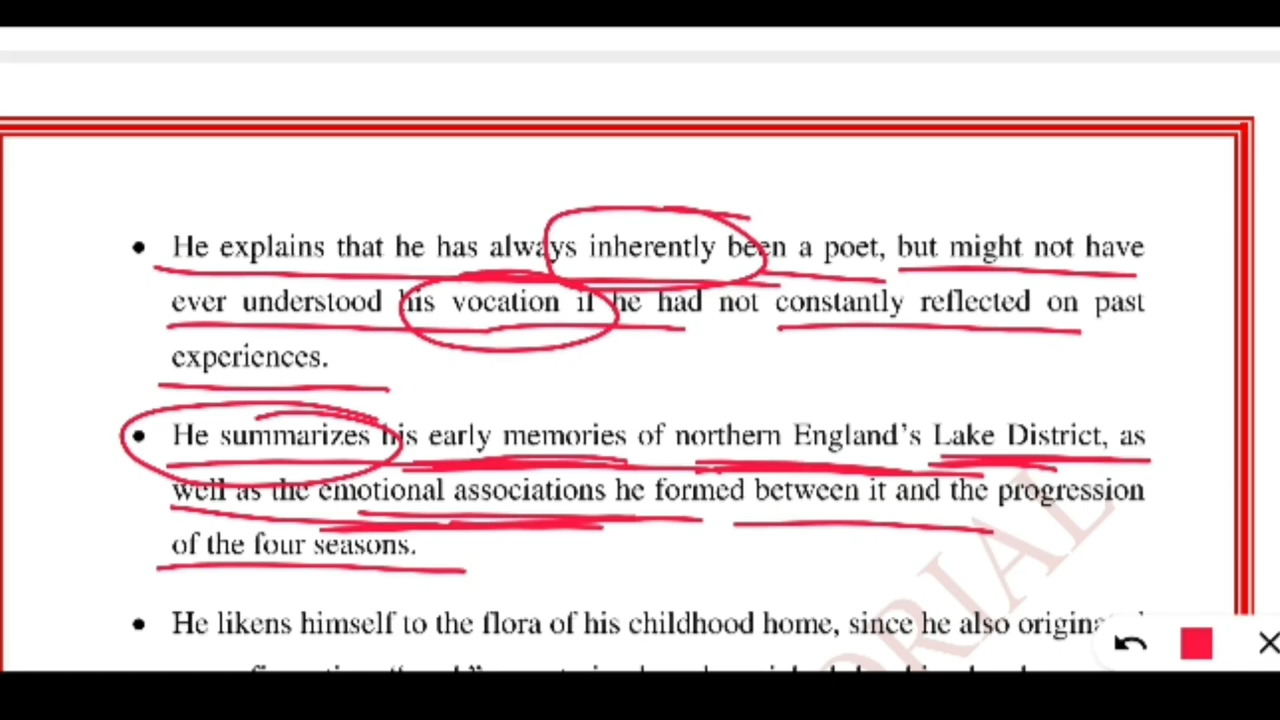 • He explains that he has always inherently been a poet, but might not have
ever understood his vocation if he had not constantly reflected on past
experiences.
• He summarizes his early memories of northern England's Lake District, as
well as the emotional associations he formed between it and the progression
of the four seasons.
• He likens himself to the flora of his childhood home, since he also
ORIAL